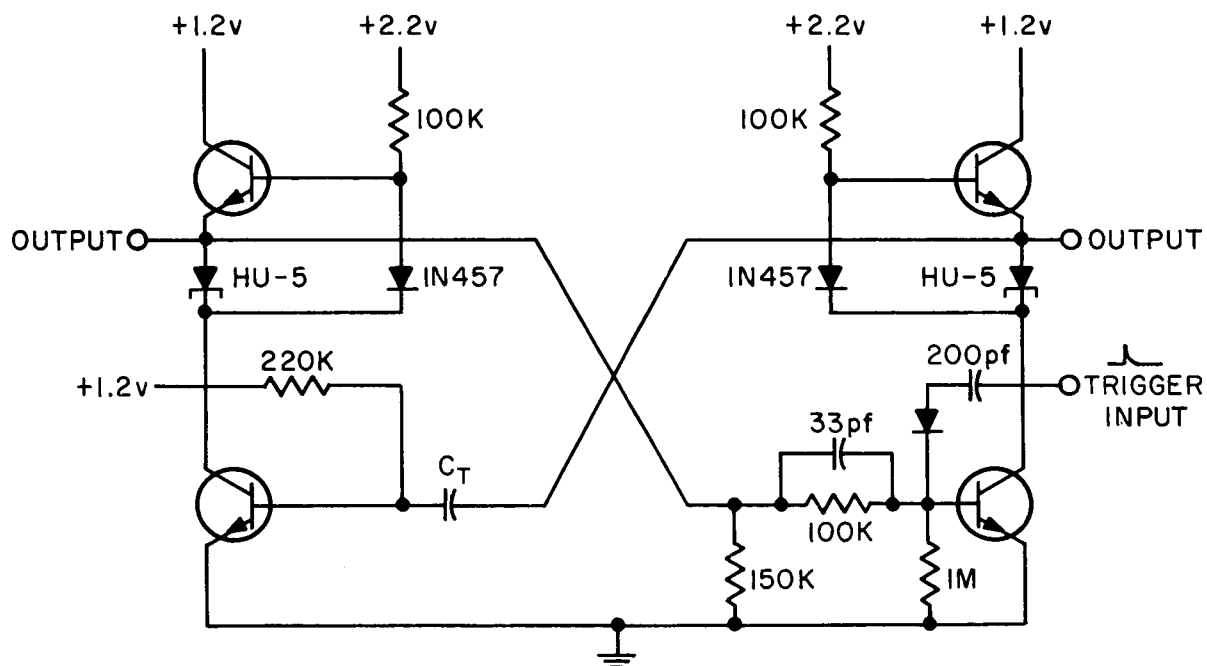 +1.2v +2.2v +2.2v +1.2v
100K 100K
OUTPUT OUTPUT
HU-5 IN457 IN457 HU-5
220K 200pf
+1.2v TRIGGER
INPUT
33pf
CT
100K
150K 1M